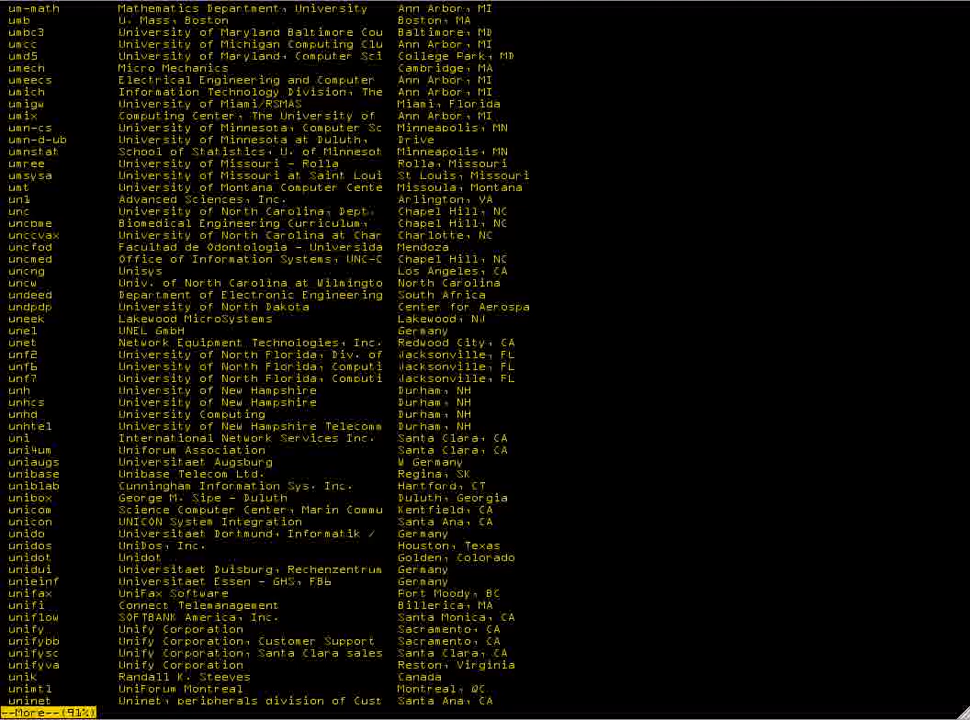 um-math Mathematics Department, University Ann Arbor, MI
umb U. Mass, Boston Boston, MA
umbc3 University of Maryland Baltimore Cou Baltimore, MD
umcc University of Michigan Computing Clu Ann Arbor, MI
umd5 University of Maryland, Computer Sci College Park, MD
umech Micro Mechanics Cambridge, MA
umeecs Electrical Engineering and Computer Ann Arbor, MI
umich Information Technology Division, The Ann Arbor, MI
umigw University of Miami/RSMAS Miami, Florida
umix Computing Center, The University of Ann Arbor, MI
umn-cs University of Minnesota, Computer Sc Minneapolis, MN
umn-d-ub University of Minnesota at Duluth, Drive
umnstat School of Statistics, U. of Minnesot Minneapolis, MN
umree University of Missouri - Rolla Rolla, Missouri
umsysa University of Missouri at Saint Loui St Louis, Missouri
umt University of Montana Computer Cente Missoula, Montana
un1 Advanced Sciences, Inc. Arlington, VA
unc University of North Carolina, Dept. Chapel Hill, NC
uncbme Biomedical Engineering Curriculum, Chapel Hill, NC
unccvax University of North Carolina at Char Charlotte, NC
uncfod Facultad de Odontologia - Universida Mendoza
uncmed Office of Information Systems, UNC-C Chapel Hill, NC
uncng Unisys Los Angeles, CA
uncw Univ. of North Carolina at Wilmingto North Carolina
undeed Department of Electronic Engineering South Africa
undpdp University of North Dakota Center for Aerospa
uneek Lakewood MicroSystems Lakewood, NJ
unel UNEL GmbH Germany
unet Network Equipment Technologies, Inc. Redwood City, CA
unf2 University of North Florida, Div. of Jacksonville, FL
unf6 University of North Florida, Computi Jacksonville, FL
unf7 University of North Florida, Computi Jacksonville, FL
unh University of New Hampshire Durham, NH
unhcs University of New Hampshire Durham, NH
unhd University Computing Durham, NH
unhtel University of New Hampshire Telecomm Durham, NH
uni International Network Services Inc. Santa Clara, CA
uni4um Uniforum Association Santa Clara, CA
uniaugs Universitaet Augsburg W Germany
unibase Unibase Telecom Ltd. Regina, SK
uniblab Cunningham Information Sys. Inc. Hartford, CT
unibox George M. Sipe - Duluth Duluth, Georgia
unicom Science Computer Center, Marin Commu Kentfield, CA
unicon UNICON System Integration Santa Ana, CA
unido Universitaet Dortmund, Informatik / Germany
unidos UniDos, Inc. Houston, Texas
unidot Unidot Golden, Colorado
unidui Universitaet Duisburg, Rechenzentrum Germany
unieinf Universitaet Essen - GHS, FB6 Germany
unifax UniFax Software Port Moody, BC
unifi Connect Telemanagement Billerica, MA
uniflow SOFTBANK America, Inc. Santa Monica, CA
unify Unify Corporation Sacramento, CA
unifybb Unify Corporation, Customer Support Sacramento, CA
unifysc Unify Corporation, Santa Clara sales Santa Clara, CA
unifyva Unify Corporation Reston, Virginia
unik Randall K. Steeves Canada
unimtl UniForum Montreal Montreal, QC
uninet Uninet, peripherals division of Cust Santa Ana, CA
--More--(91%)